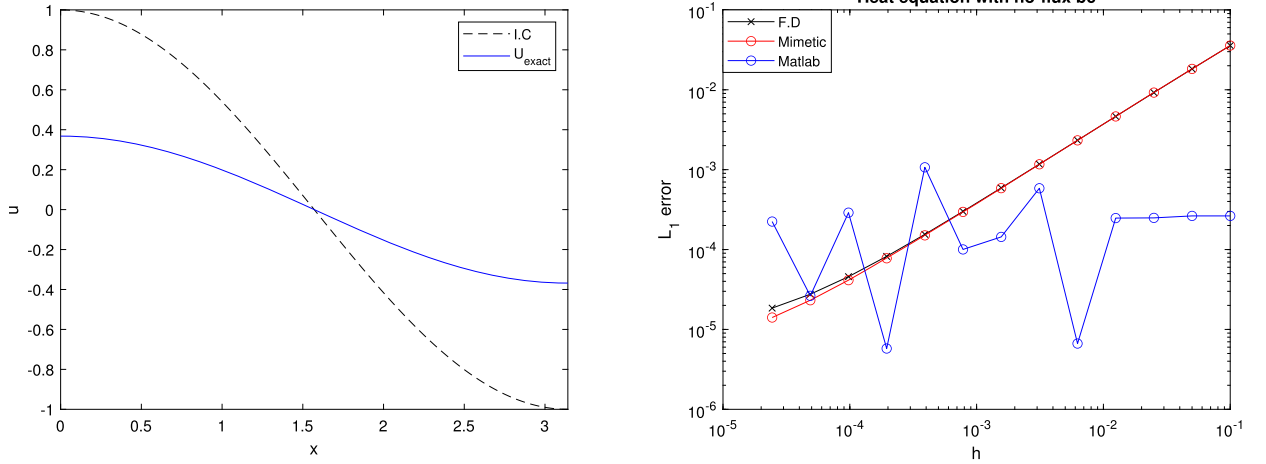 1
0.8
0.6
0.4
0.2
0
-0.2
-0.4
-0.6
-0.8
-1
u
0 0.5 1 1.5 2 2.5 3
x
I.C
U_exact
Heat equation with no-flux bc
10^-1
10^-2
10^-3
10^-4
10^-5
10^-6
L_1 error
10^-5 10^-4 10^-3 10^-2 10^-1
h
F.D
Mimetic
Matlab